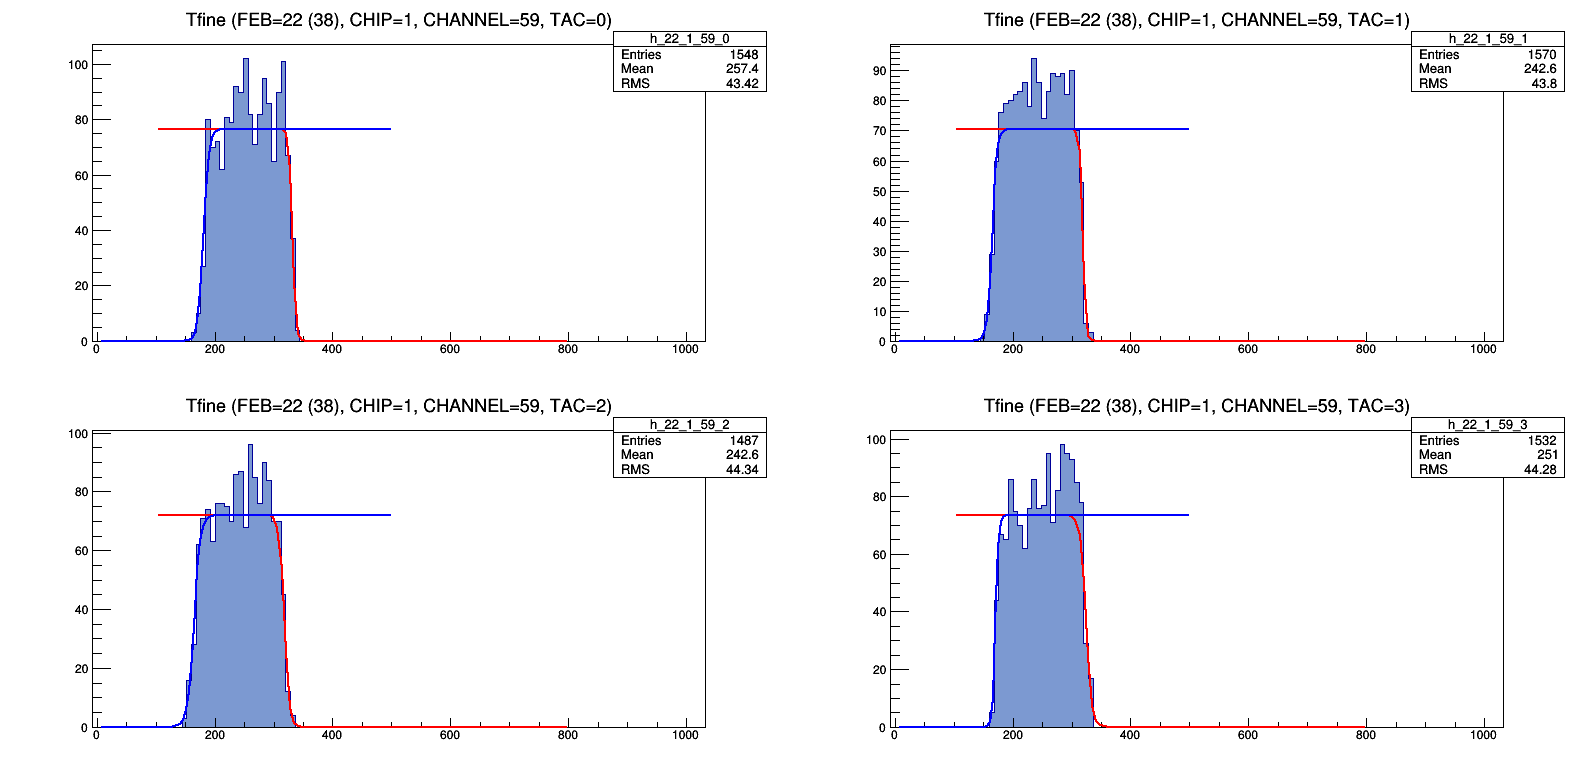 Tfine (FEB=22 (38), CHIP=1, CHANNEL=59, TAC=0)
h_22_1_59_0
Entries 1548
Mean 257.4
RMS 43.42
100
80
60
40
20
0
0 200 400 600 800 1000
Tfine (FEB=22 (38), CHIP=1, CHANNEL=59, TAC=1)
h_22_1_59_1
Entries 1570
Mean 242.6
RMS 43.8
90
80
70
60
50
40
30
20
10
0
0 200 400 600 800 1000
Tfine (FEB=22 (38), CHIP=1, CHANNEL=59, TAC=2)
h_22_1_59_2
Entries 1487
Mean 242.6
RMS 44.34
100
80
60
40
20
0
0 200 400 600 800 1000
Tfine (FEB=22 (38), CHIP=1, CHANNEL=59, TAC=3)
h_22_1_59_3
Entries 1532
Mean 251
RMS 44.28
100
80
60
40
20
0
0 200 400 600 800 1000